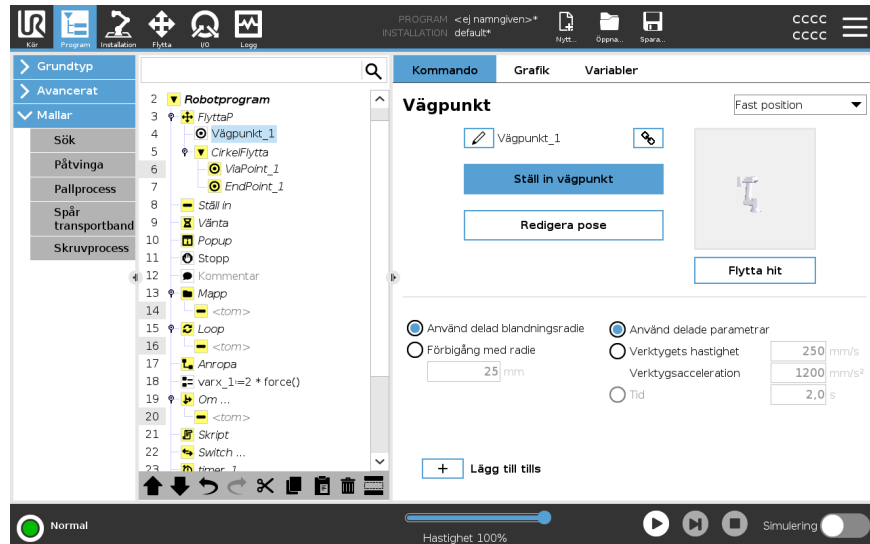 PROGRAM <ej namngiven>*
INSTALLATION default*
Kör
Program
Installation
Flytta
I/O
Logg
Nytt...
Öppna...
Spara...
cccc
cccc
Grundtyp
Avancerat
Mallar
Sök
Påtvinga
Pallprocess
Spår
transportband
Skruvprocess
2 Robotprogram
3 FlyttaP
4 Vägpunkt_1
5 CirkelFlytta
6 ViaPoint_1
7 EndPoint_1
8 Ställ in
9 Vänta
10 Popup
11 Stopp
12 Kommentar
13 Mapp
14 <tom>
15 Loop
16 <tom>
17 Anropa
18 varx_1≔2 * force()
19 Om ...
20 <tom>
21 Skript
22 Switch ...
23 timer_1
Kommando
Grafik
Variabler
Vägpunkt
Fast position
Vägpunkt_1
Ställ in vägpunkt
Redigera pose
Flytta hit
Använd delad blandningsradie
Förbigång med radie
25 mm
Använd delade parametrar
Verktygets hastighet 250 mm/s
Verktygsacceleration 1200 mm/s²
Tid 2,0 s
+ Lägg till tills
Normal
Hastighet 100%
Simulering